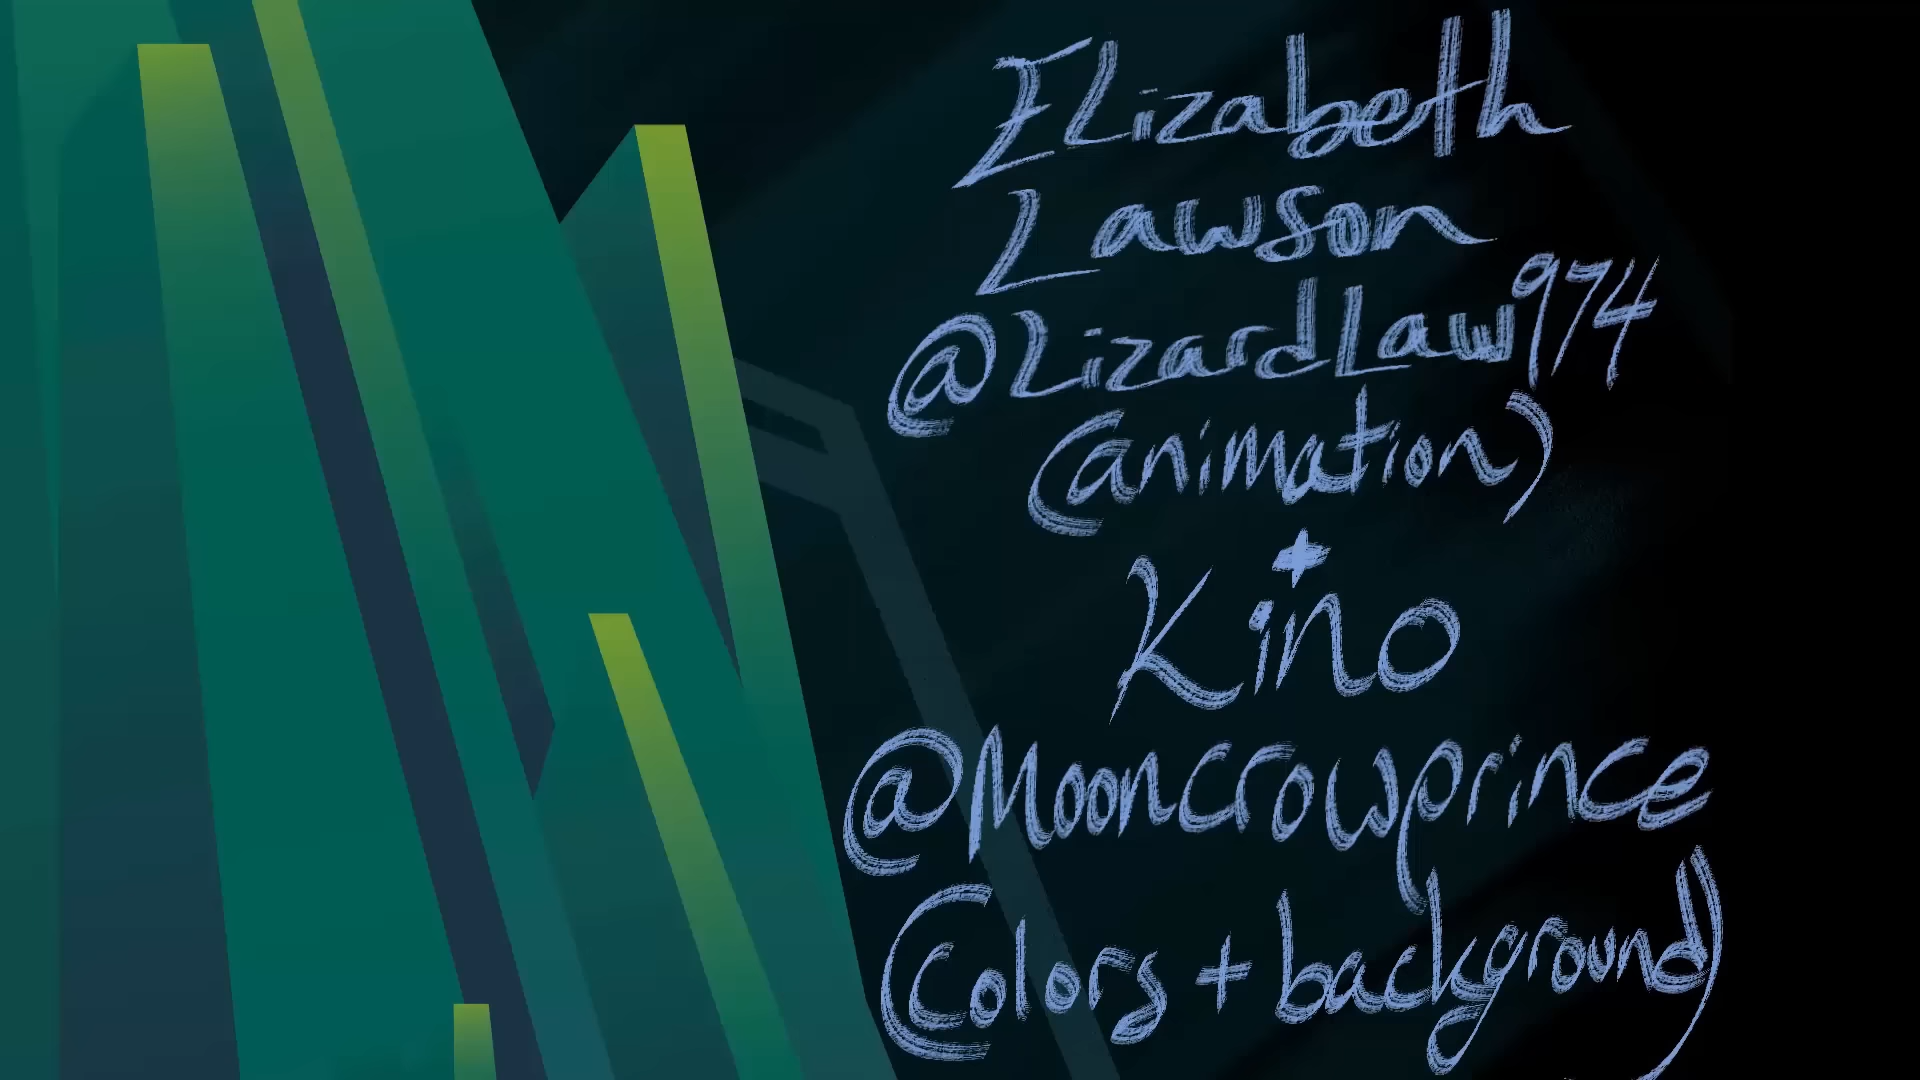 Elizabeth
Lawson
@LizardLaw974
(animation)
+
Kino
@Mooncrowprince
(Colors + background)